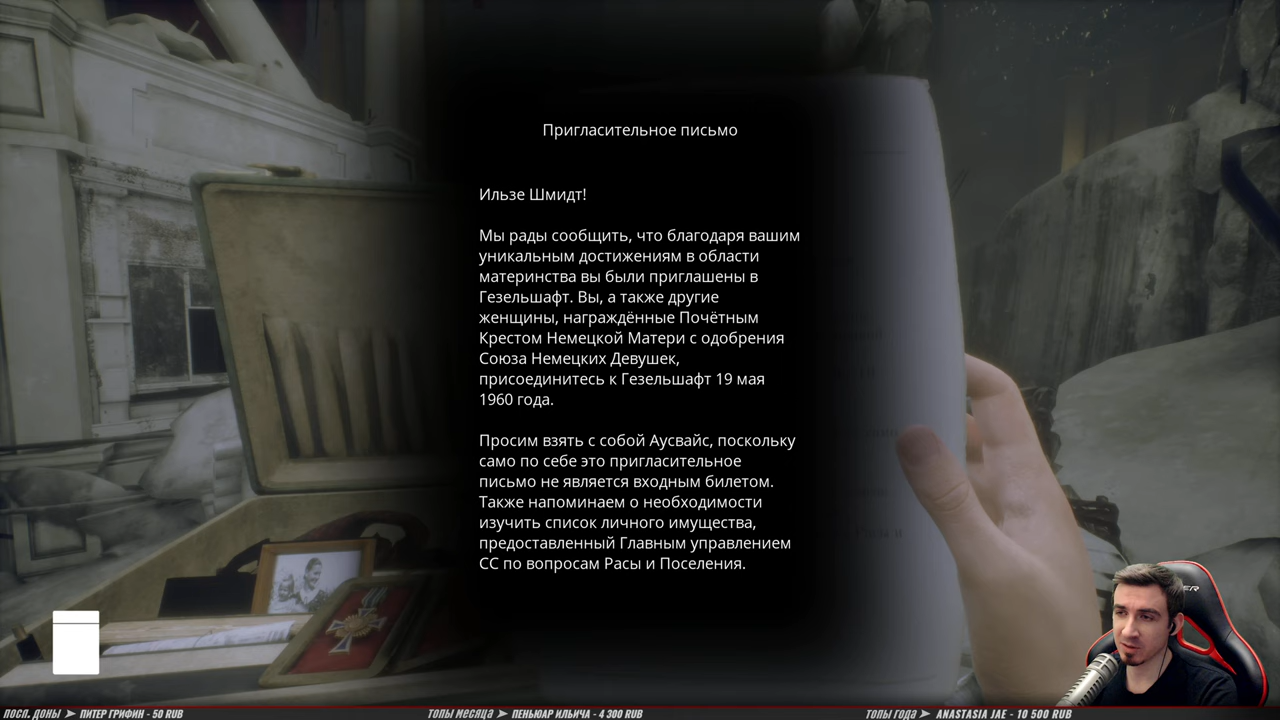 Пригласительное письмо
Ильзе Шмидт!
Мы рады сообщить, что благодаря вашим
уникальным достижениям в области
материнства вы были приглашены в
Гезельшафт. Вы, а также другие
женщины, награждённые Почётным
Крестом Немецкой Матери с одобрения
Союза Немецких Девушек,
присоединитесь к Гезельшафт 19 мая
1960 года.
Просим взять с собой Аусвайс, поскольку
само по себе это пригласительное
письмо не является входным билетом.
Также напоминаем о необходимости
изучить список личного имущества,
предоставленный Главным управлением
СС по вопросам Расы и Поселения.
посл. доны ➤ ПИТЕР ГРИФИН - 50 RUB
топы месяца ➤ ПЕНЬЮАР ИЛЬИЧА - 4 300 RUB
топы года ➤ ANASTASIA JAE - 10 500 RUB